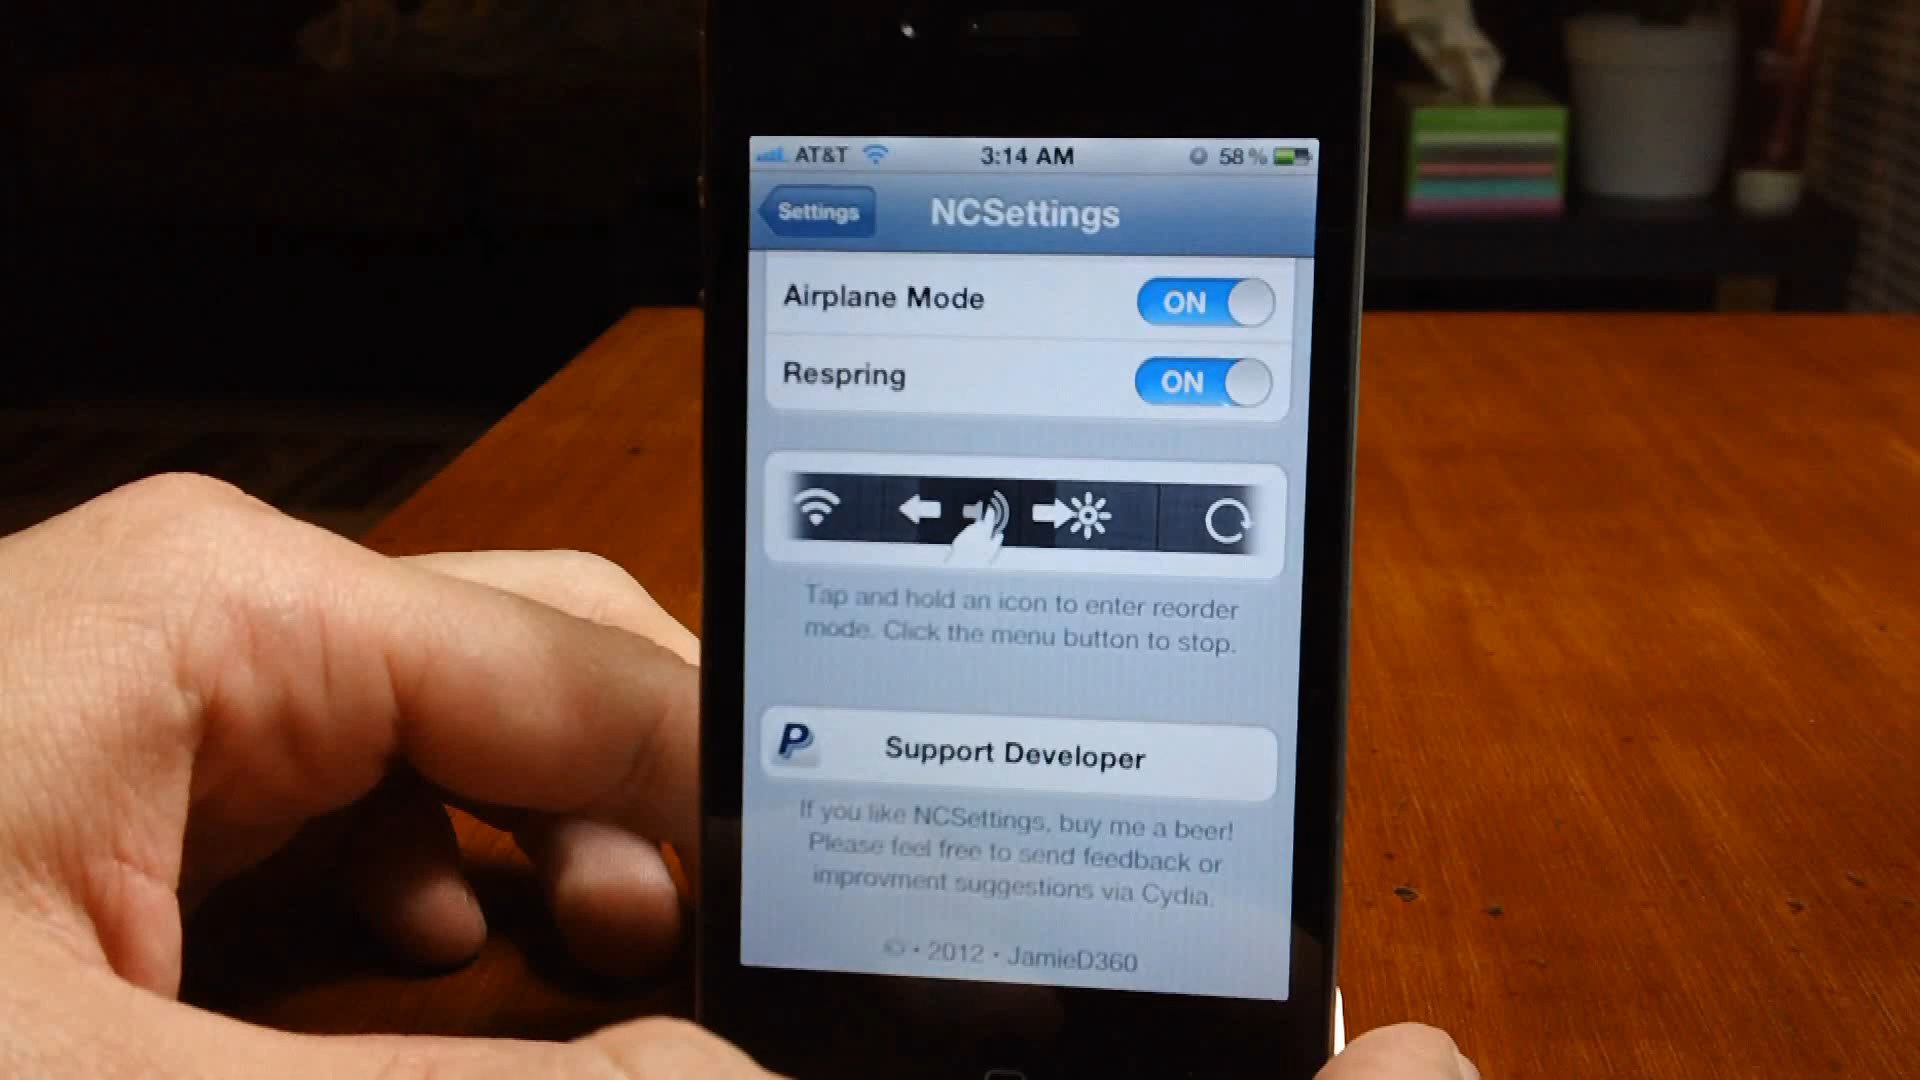 AT&T 3:14 AM 58%
Settings NCSettings
Airplane Mode ON
Respring ON
Tap and hold an icon to enter reorder
mode. Click the menu button to stop.
P Support Developer
If you like NCSettings, buy me a beer!
Please feel free to send feedback or
improvment suggestions via Cydia.
© • 2012 • JamieD360